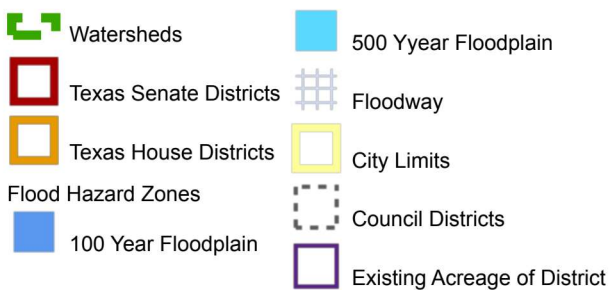 Watersheds
Texas Senate Districts
Texas House Districts
Flood Hazard Zones
100 Year Floodplain
500 Yyear Floodplain
Floodway
City Limits
Council Districts
Existing Acreage of District